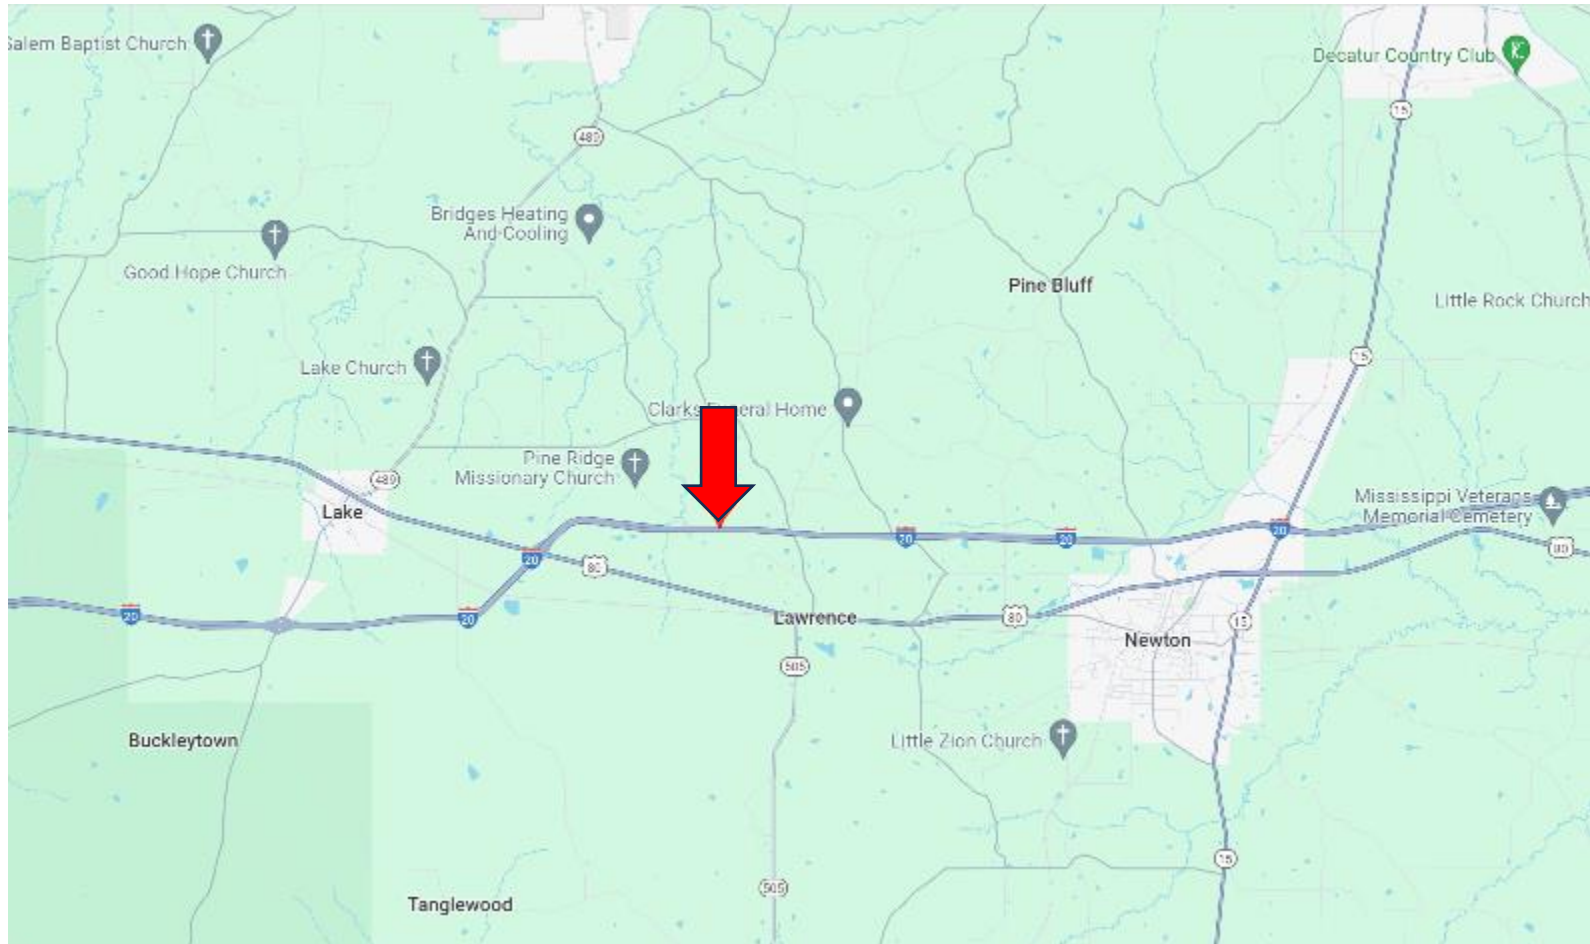 Salem Baptist Church
Decatur Country Club
15
489
Bridges Heating
And Cooling
Good Hope Church
Pine Bluff
Little Rock Church
15
Lake Church
Clarks Funeral Home
Pine Ridge
Missionary Church
489
Lake
Mississippi Veterans
Memorial Cemetery
20
20
20
20
80
80
20
20
Lawrence
80
15
Newton
505
Buckleytown
Little Zion Church
15
505
Tanglewood